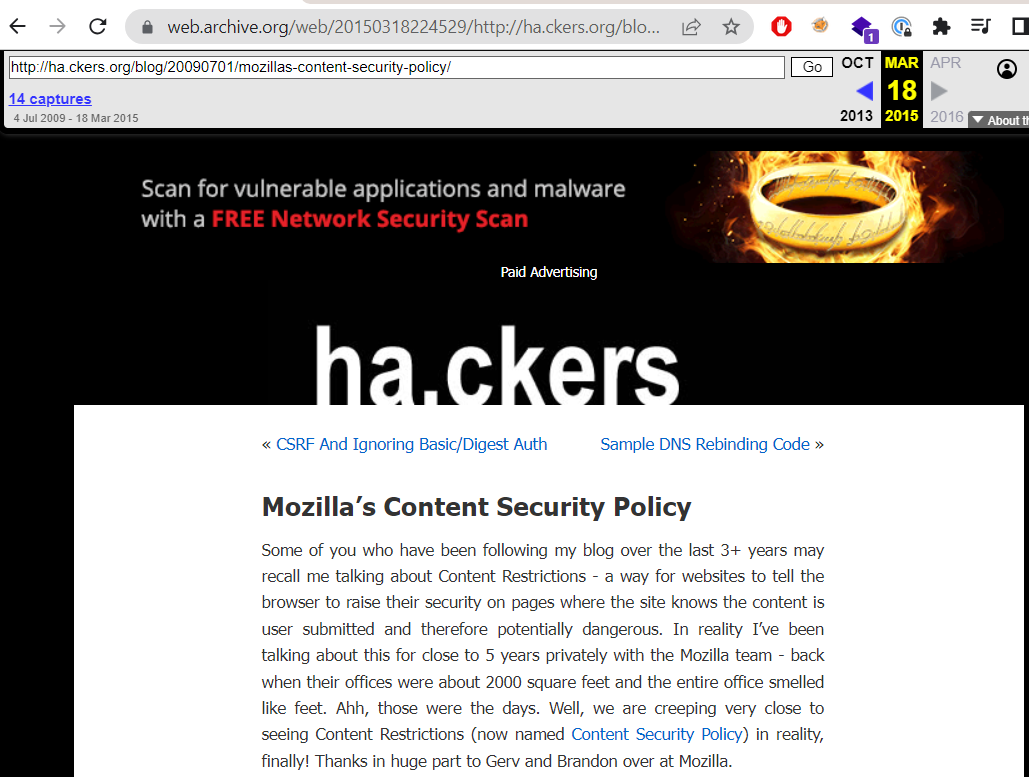 web.archive.org/web/20150318224529/http://ha.ckers.org/blo...
1
http://ha.ckers.org/blog/20090701/mozillas-content-security-policy/
Go
OCT MAR APR
14 captures
18
4 Jul 2009 - 18 Mar 2015
2013 2015 2016
About th
Scan for vulnerable applications and malware
with a FREE Network Security Scan
Paid Advertising
ha.ckers
« CSRF And Ignoring Basic/Digest Auth
Sample DNS Rebinding Code »
Mozilla’s Content Security Policy
Some of you who have been following my blog over the last 3+ years may
recall me talking about Content Restrictions - a way for websites to tell the
browser to raise their security on pages where the site knows the content is
user submitted and therefore potentially dangerous. In reality I’ve been
talking about this for close to 5 years privately with the Mozilla team - back
when their offices were about 2000 square feet and the entire office smelled
like feet. Ahh, those were the days. Well, we are creeping very close to
seeing Content Restrictions (now named Content Security Policy) in reality,
finally! Thanks in huge part to Gerv and Brandon over at Mozilla.